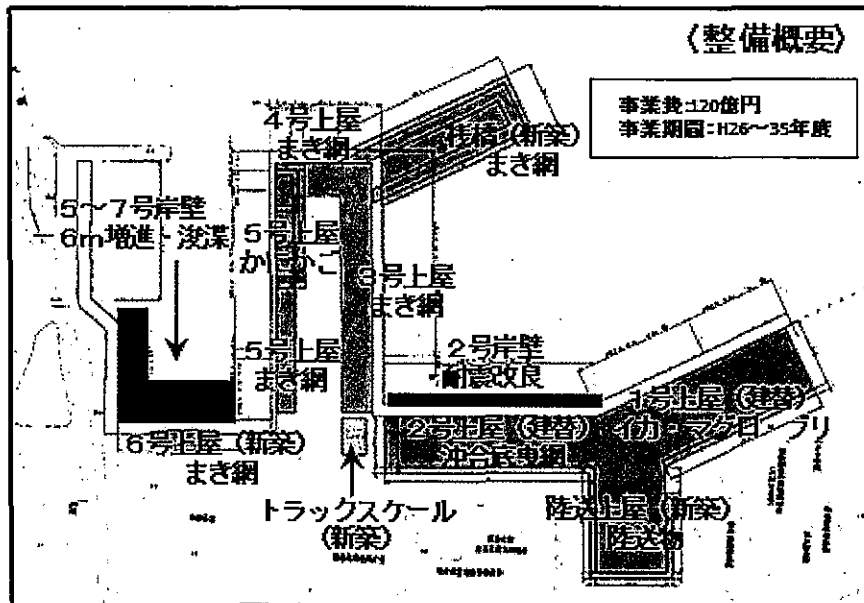 〈整備概要〉
事業費:120億円
事業期間:H26～35年度
4号上屋
まき網
桟橋（新築）
まき網
5～7号岸壁
－6m増進・浚渫
5号上屋
かにかご
3号上屋
まき網
5号上屋
まき網
2号岸壁
耐震改良
1号上屋（建替）
イカ・マグロ・ブリ
2号上屋（建替）
沖合底曳網
6号上屋（新築）
まき網
トラックスケール
（新築）
陸送上屋（新築）
陸送物